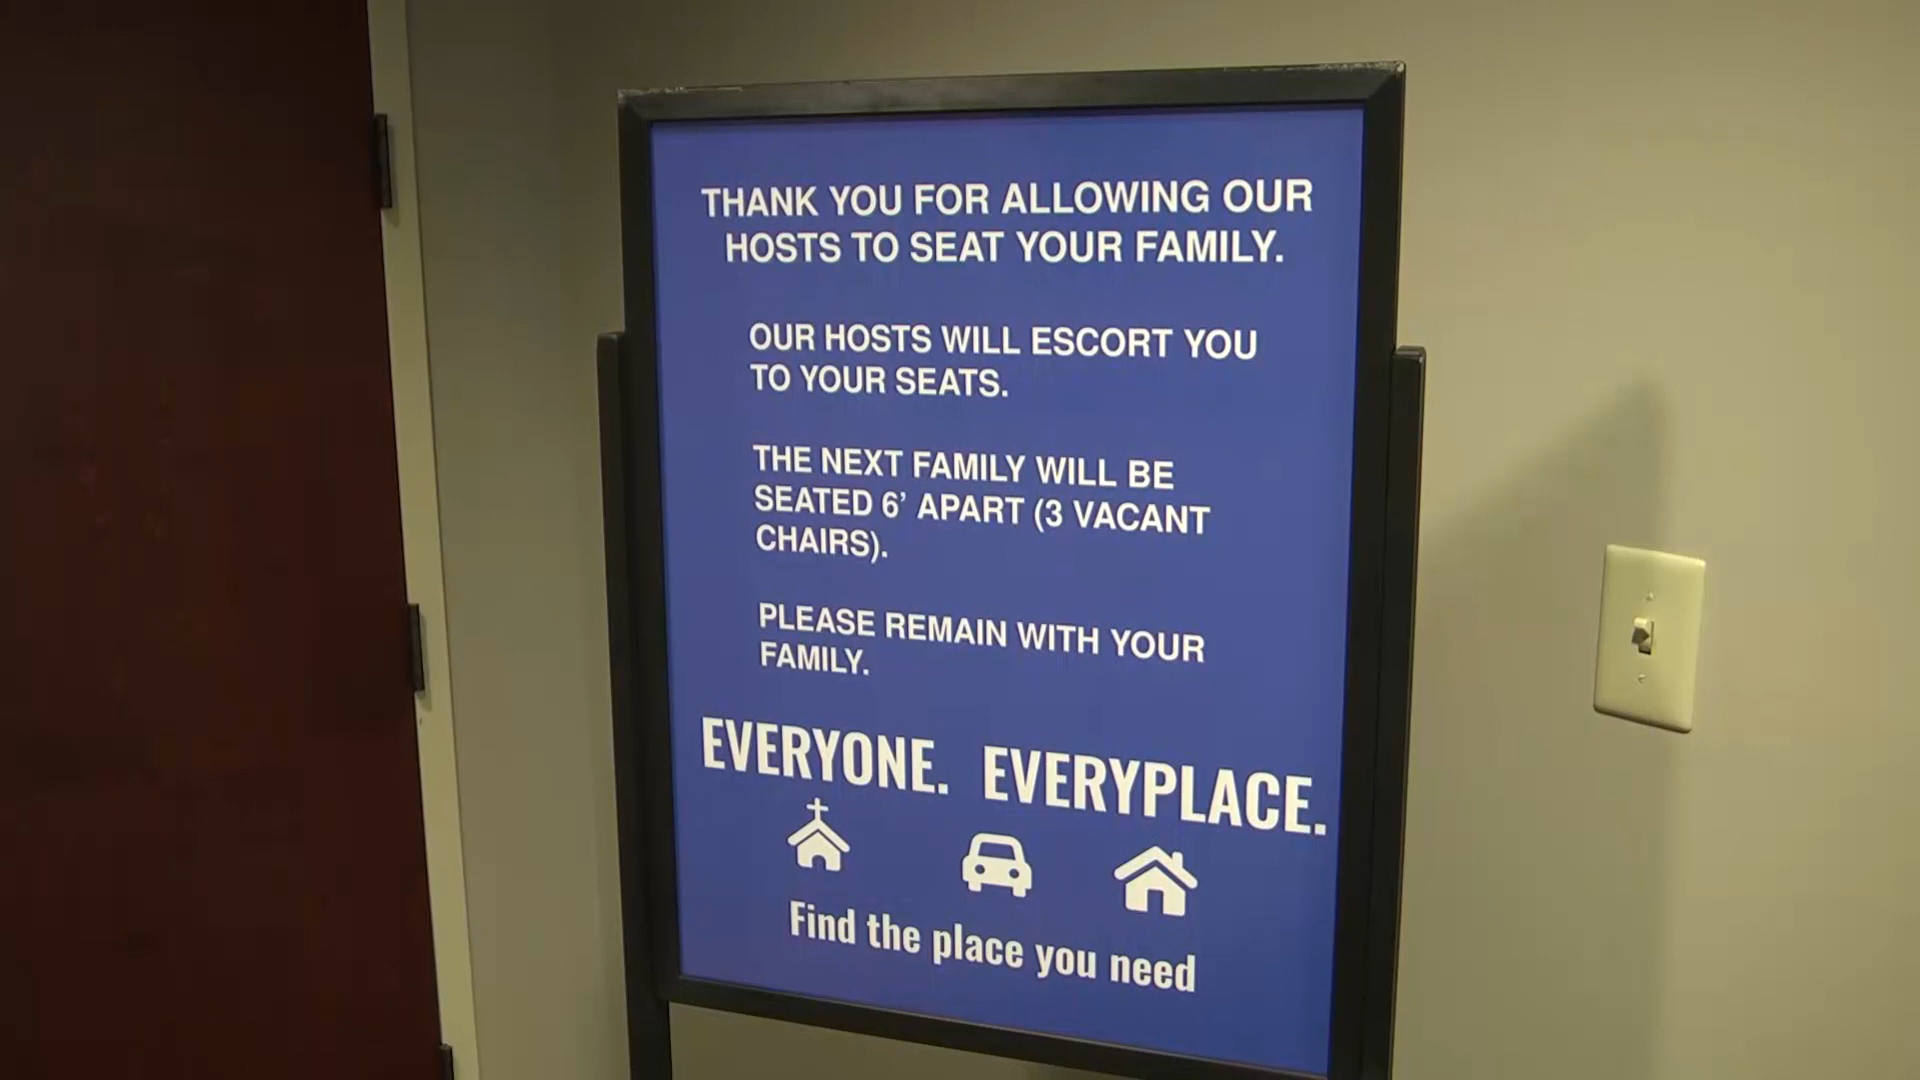 THANK YOU FOR ALLOWING OUR
HOSTS TO SEAT YOUR FAMILY.
OUR HOSTS WILL ESCORT YOU
TO YOUR SEATS.
THE NEXT FAMILY WILL BE
SEATED 6’ APART (3 VACANT
CHAIRS).
PLEASE REMAIN WITH YOUR
FAMILY.
EVERYONE. EVERYPLACE.
Find the place you need